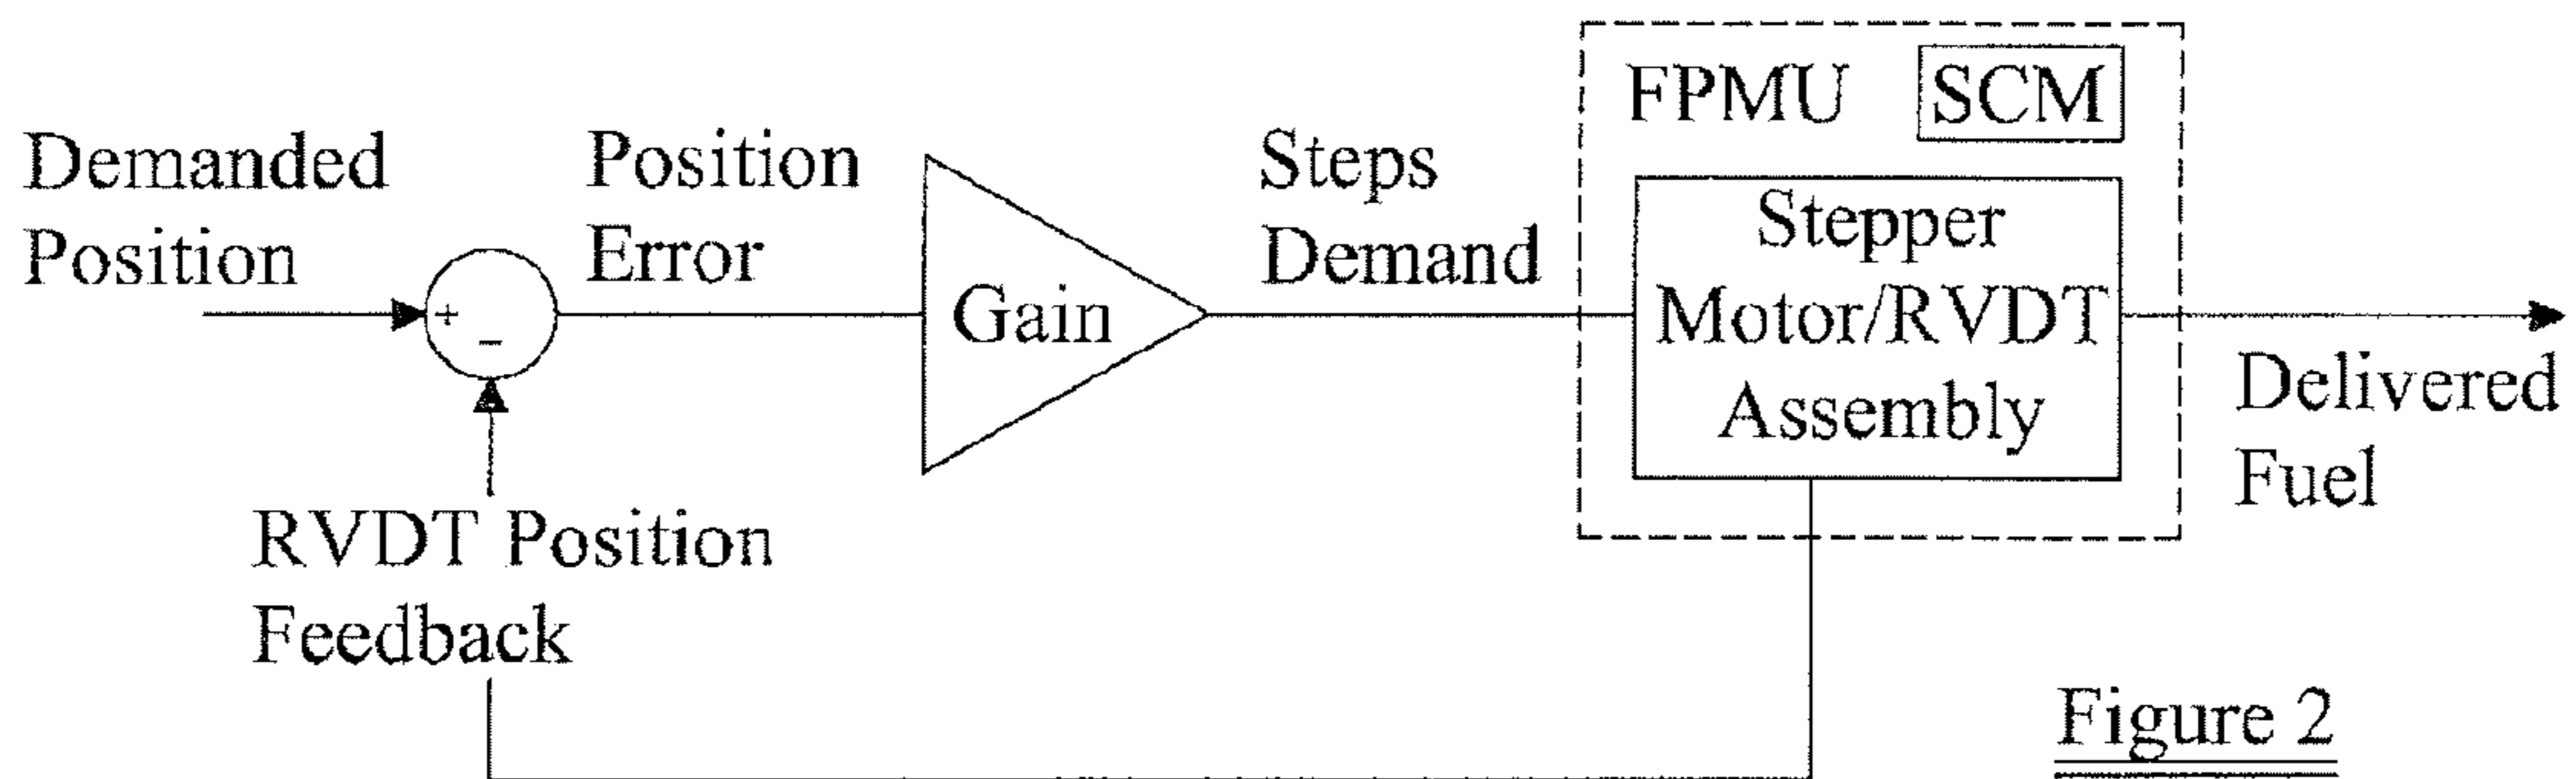 Demanded
Position
+
−
Position
Error
Gain
Steps
Demand
FPMU
SCM
Stepper
Motor/RVDT
Assembly
Delivered
Fuel
RVDT Position
Feedback
Figure 2